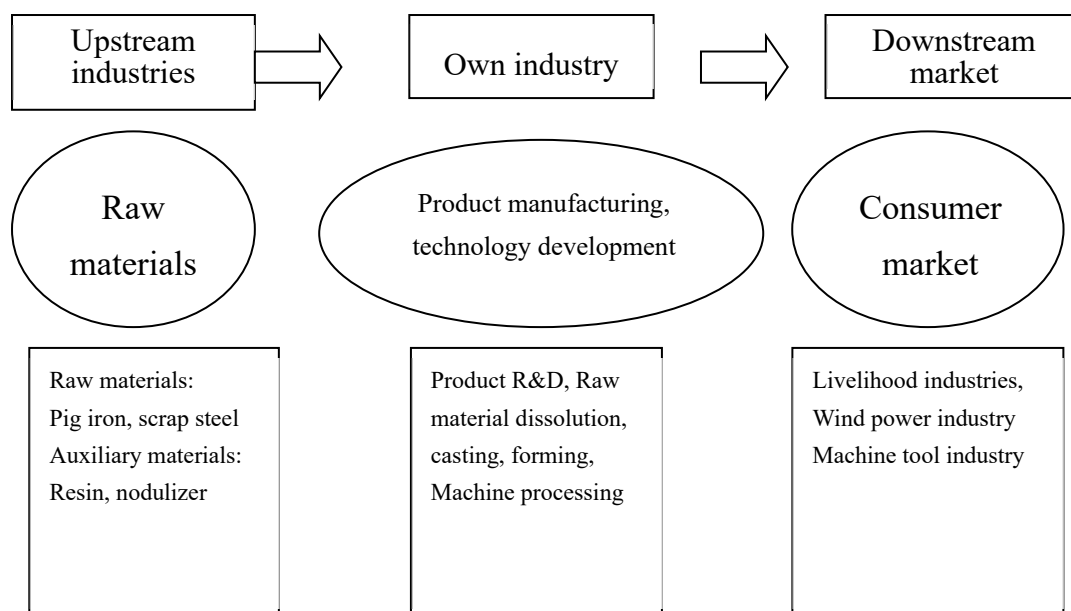 Upstream
industries
Own industry
Downstream
market
Raw
materials
Product manufacturing,
technology development
Consumer
market
Raw materials:
Pig iron, scrap steel
Auxiliary materials:
Resin, nodulizer
Product R&D, Raw
material dissolution,
casting, forming,
Machine processing
Livelihood industries,
Wind power industry
Machine tool industry